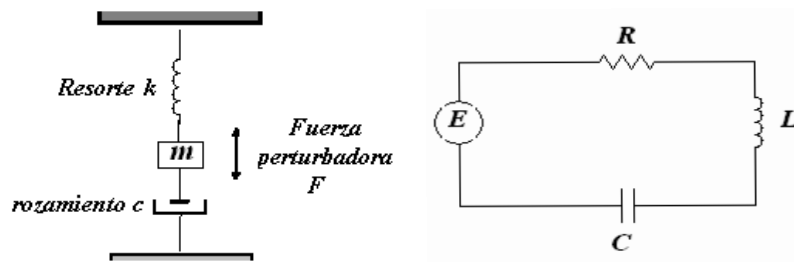 Resorte k
m
Fuerza
perturbadora
F
rozamiento c
R
E
L
C